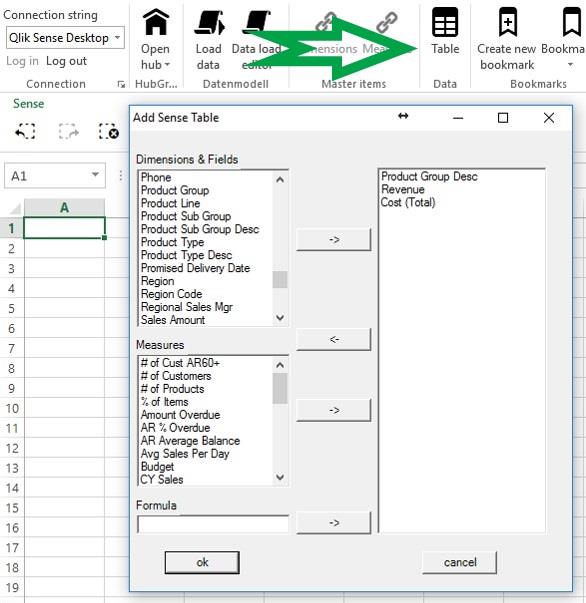 Connection string
Qlik Sense Desktop
Log in Log out
Connection
Open
hub
HubGr...
Load
data
Data load
editor
Datenmodell
Dimensions
Master items
Table
Data
Create new
bookmark
Bookma
Bookmarks
Sense
A1
Add Sense Table
A
1
2
3
4
5
6
7
8
9
10
11
12
13
14
15
16
17
18
19
Dimensions & Fields
Phone
Product Group
Product Line
Product Sub Group
Product Sub Group Desc
Product Type
Product Type Desc
Promised Delivery Date
Region
Region Code
Regional Sales Mgr
Sales Amount
Measures
# of Cust AR60+
# of Customers
# of Products
% of Items
Amount Overdue
AR % Overdue
AR Average Balance
Avg Sales Per Day
Budget
CY Sales
Formula
->
<-
->
->
Product Group Desc
Revenue
Cost (Total)
ok
cancel